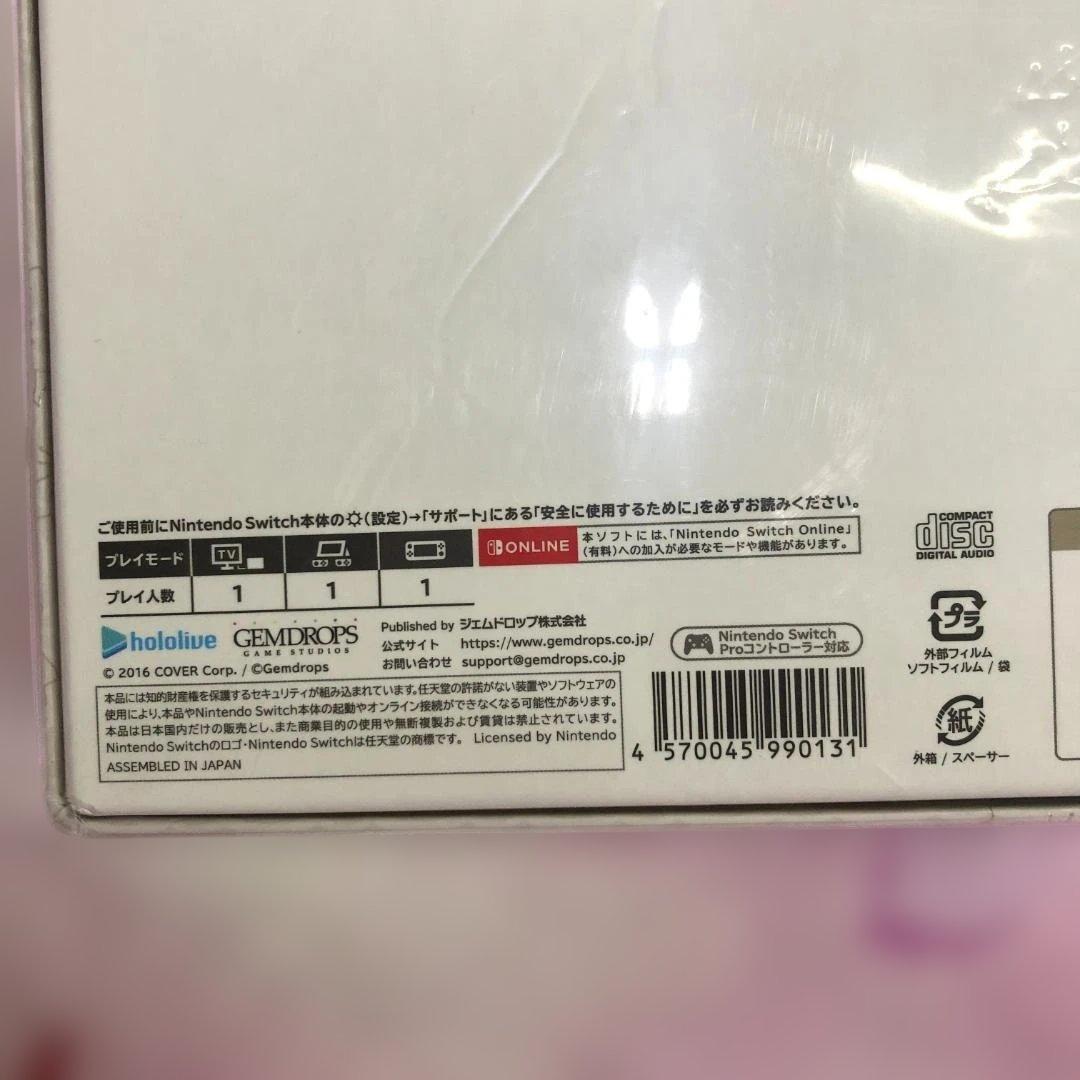 ご使用前にNintendo Switch本体の(設定)→「サポート」にある「安全に使用するために」を必ずお読みください。
プレイモード TV
プレイ人数 1 1 1
ONLINE
本ソフトには、「Nintendo Switch Online」
(有料)への加入が必要なモードや機能があります。
hololive
GEMDROPS
GAME STUDIOS
© 2016 COVER Corp. / ©Gemdrops
Published by ジェムドロップ株式会社
公式サイト https://www.gemdrops.co.jp/
お問い合わせ support@gemdrops.co.jp
Nintendo Switch
Proコントローラー対応
本品には知的財産権を保護するセキュリティが組み込まれています。任天堂の許諾がない装置やソフトウェアの
使用により、本品やNintendo Switch本体の起動やオンライン接続ができなくなる可能性があります。
本品は日本国内だけの販売とし、また商業目的の使用や無断複製および賃貸は禁止されています。
Nintendo Switchのロゴ・Nintendo Switchは任天堂の商標です。 Licensed by Nintendo
ASSEMBLED IN JAPAN
4 570045 990131
COMPACT
disc
DIGITAL AUDIO
プラ
外部フィルム
ソフトフィルム / 袋
紙
外箱 / スペーサー